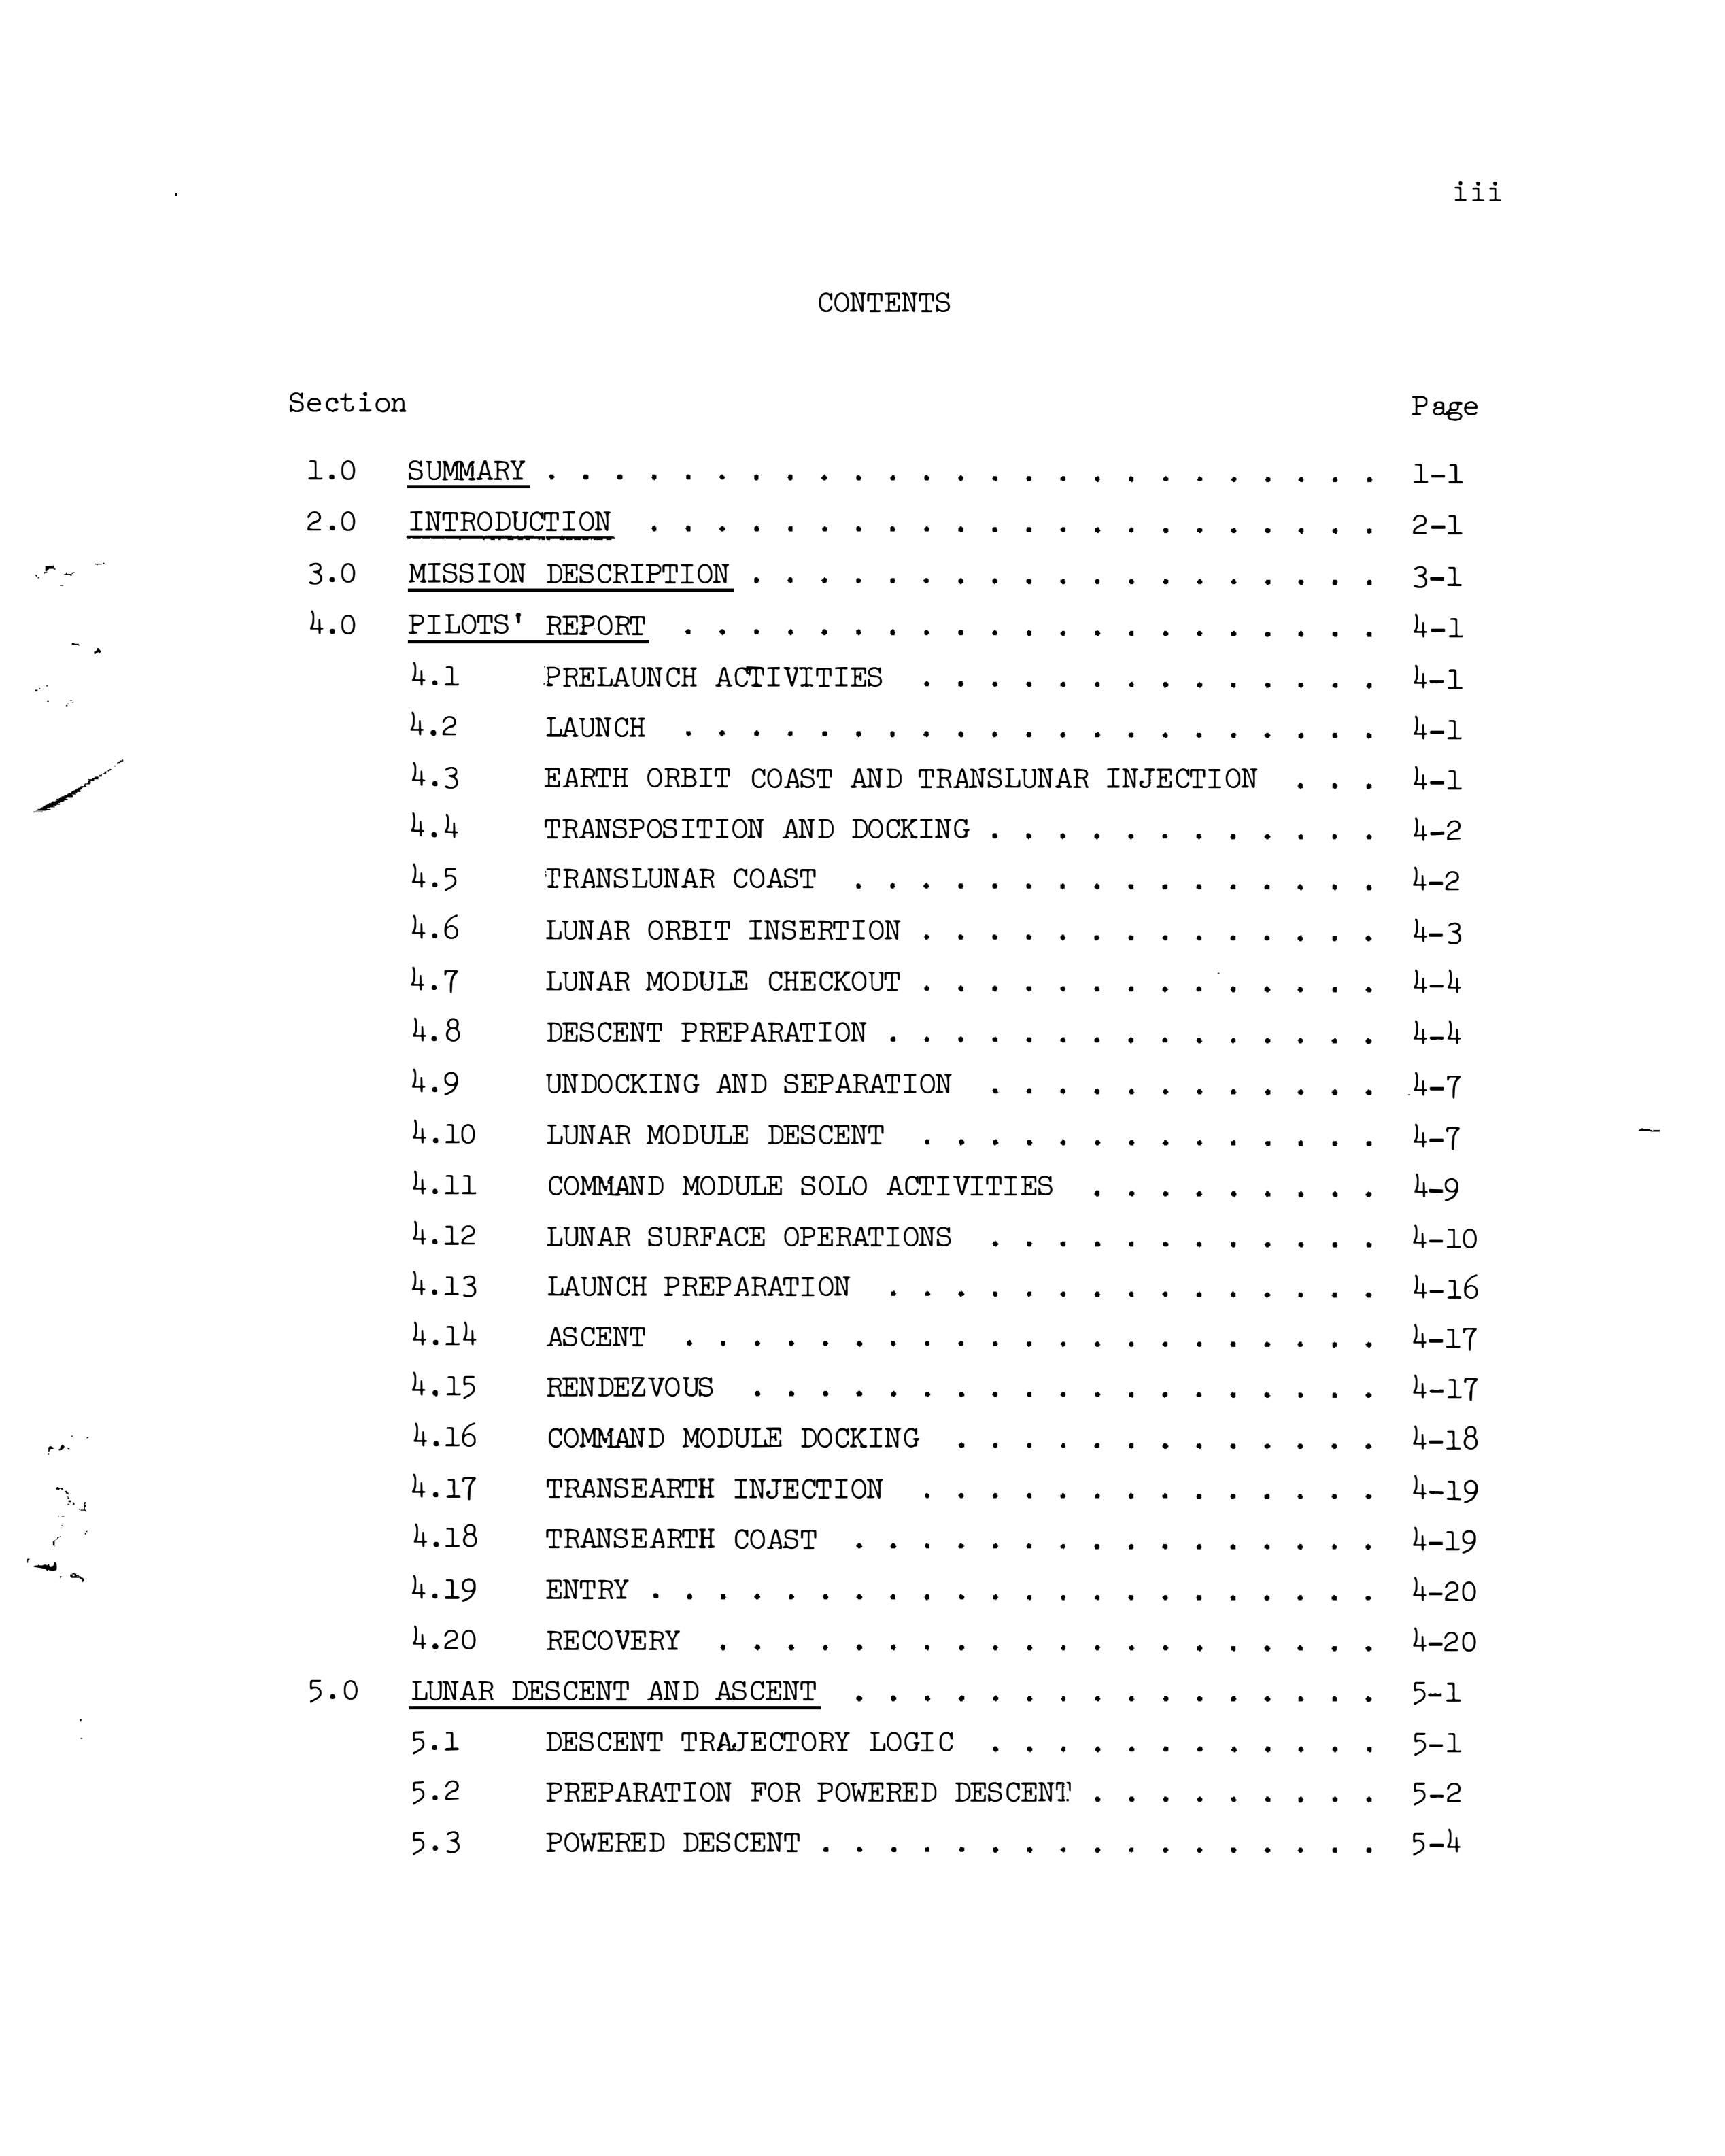 iii
CONTENTS
Section Page
1.0 SUMMARY . . . . . . . . . . . . . . . . . . . . . . . . . 1-1
2.0 INTRODUCTION . . . . . . . . . . . . . . . . . . . . . . 2-1
3.0 MISSION DESCRIPTION . . . . . . . . . . . . . . . . . . . 3-1
4.0 PILOTS' REPORT . . . . . . . . . . . . . . . . . . . . . 4-1
4.1 PRELAUNCH ACTIVITIES . . . . . . . . . . . . . . 4-1
4.2 LAUNCH . . . . . . . . . . . . . . . . . . . . . 4-1
4.3 EARTH ORBIT COAST AND TRANSLUNAR INJECTION . . . 4-1
4.4 TRANSPOSITION AND DOCKING . . . . . . . . . . . . 4-2
4.5 TRANSLUNAR COAST . . . . . . . . . . . . . . . . 4-2
4.6 LUNAR ORBIT INSERTION . . . . . . . . . . . . . . 4-3
4.7 LUNAR MODULE CHECKOUT . . . . . . . . . . . . . . 4-4
4.8 DESCENT PREPARATION . . . . . . . . . . . . . . . 4-4
4.9 UNDOCKING AND SEPARATION . . . . . . . . . . . . 4-7
4.10 LUNAR MODULE DESCENT . . . . . . . . . . . . . . 4-7
4.11 COMMAND MODULE SOLO ACTIVITIES . . . . . . . . . 4-9
4.12 LUNAR SURFACE OPERATIONS . . . . . . . . . . . . 4-10
4.13 LAUNCH PREPARATION . . . . . . . . . . . . . . . 4-16
4.14 ASCENT . . . . . . . . . . . . . . . . . . . . . 4-17
4.15 RENDEZVOUS . . . . . . . . . . . . . . . . . . . 4-17
4.16 COMMAND MODULE DOCKING . . . . . . . . . . . . . 4-18
4.17 TRANSEARTH INJECTION . . . . . . . . . . . . . . 4-19
4.18 TRANSEARTH COAST . . . . . . . . . . . . . . . . 4-19
4.19 ENTRY . . . . . . . . . . . . . . . . . . . . . . 4-20
4.20 RECOVERY . . . . . . . . . . . . . . . . . . . . 4-20
5.0 LUNAR DESCENT AND ASCENT . . . . . . . . . . . . . . . . 5-1
5.1 DESCENT TRAJECTORY LOGIC . . . . . . . . . . . . 5-1
5.2 PREPARATION FOR POWERED DESCENT . . . . . . . . . 5-2
5.3 POWERED DESCENT . . . . . . . . . . . . . . . . . 5-4